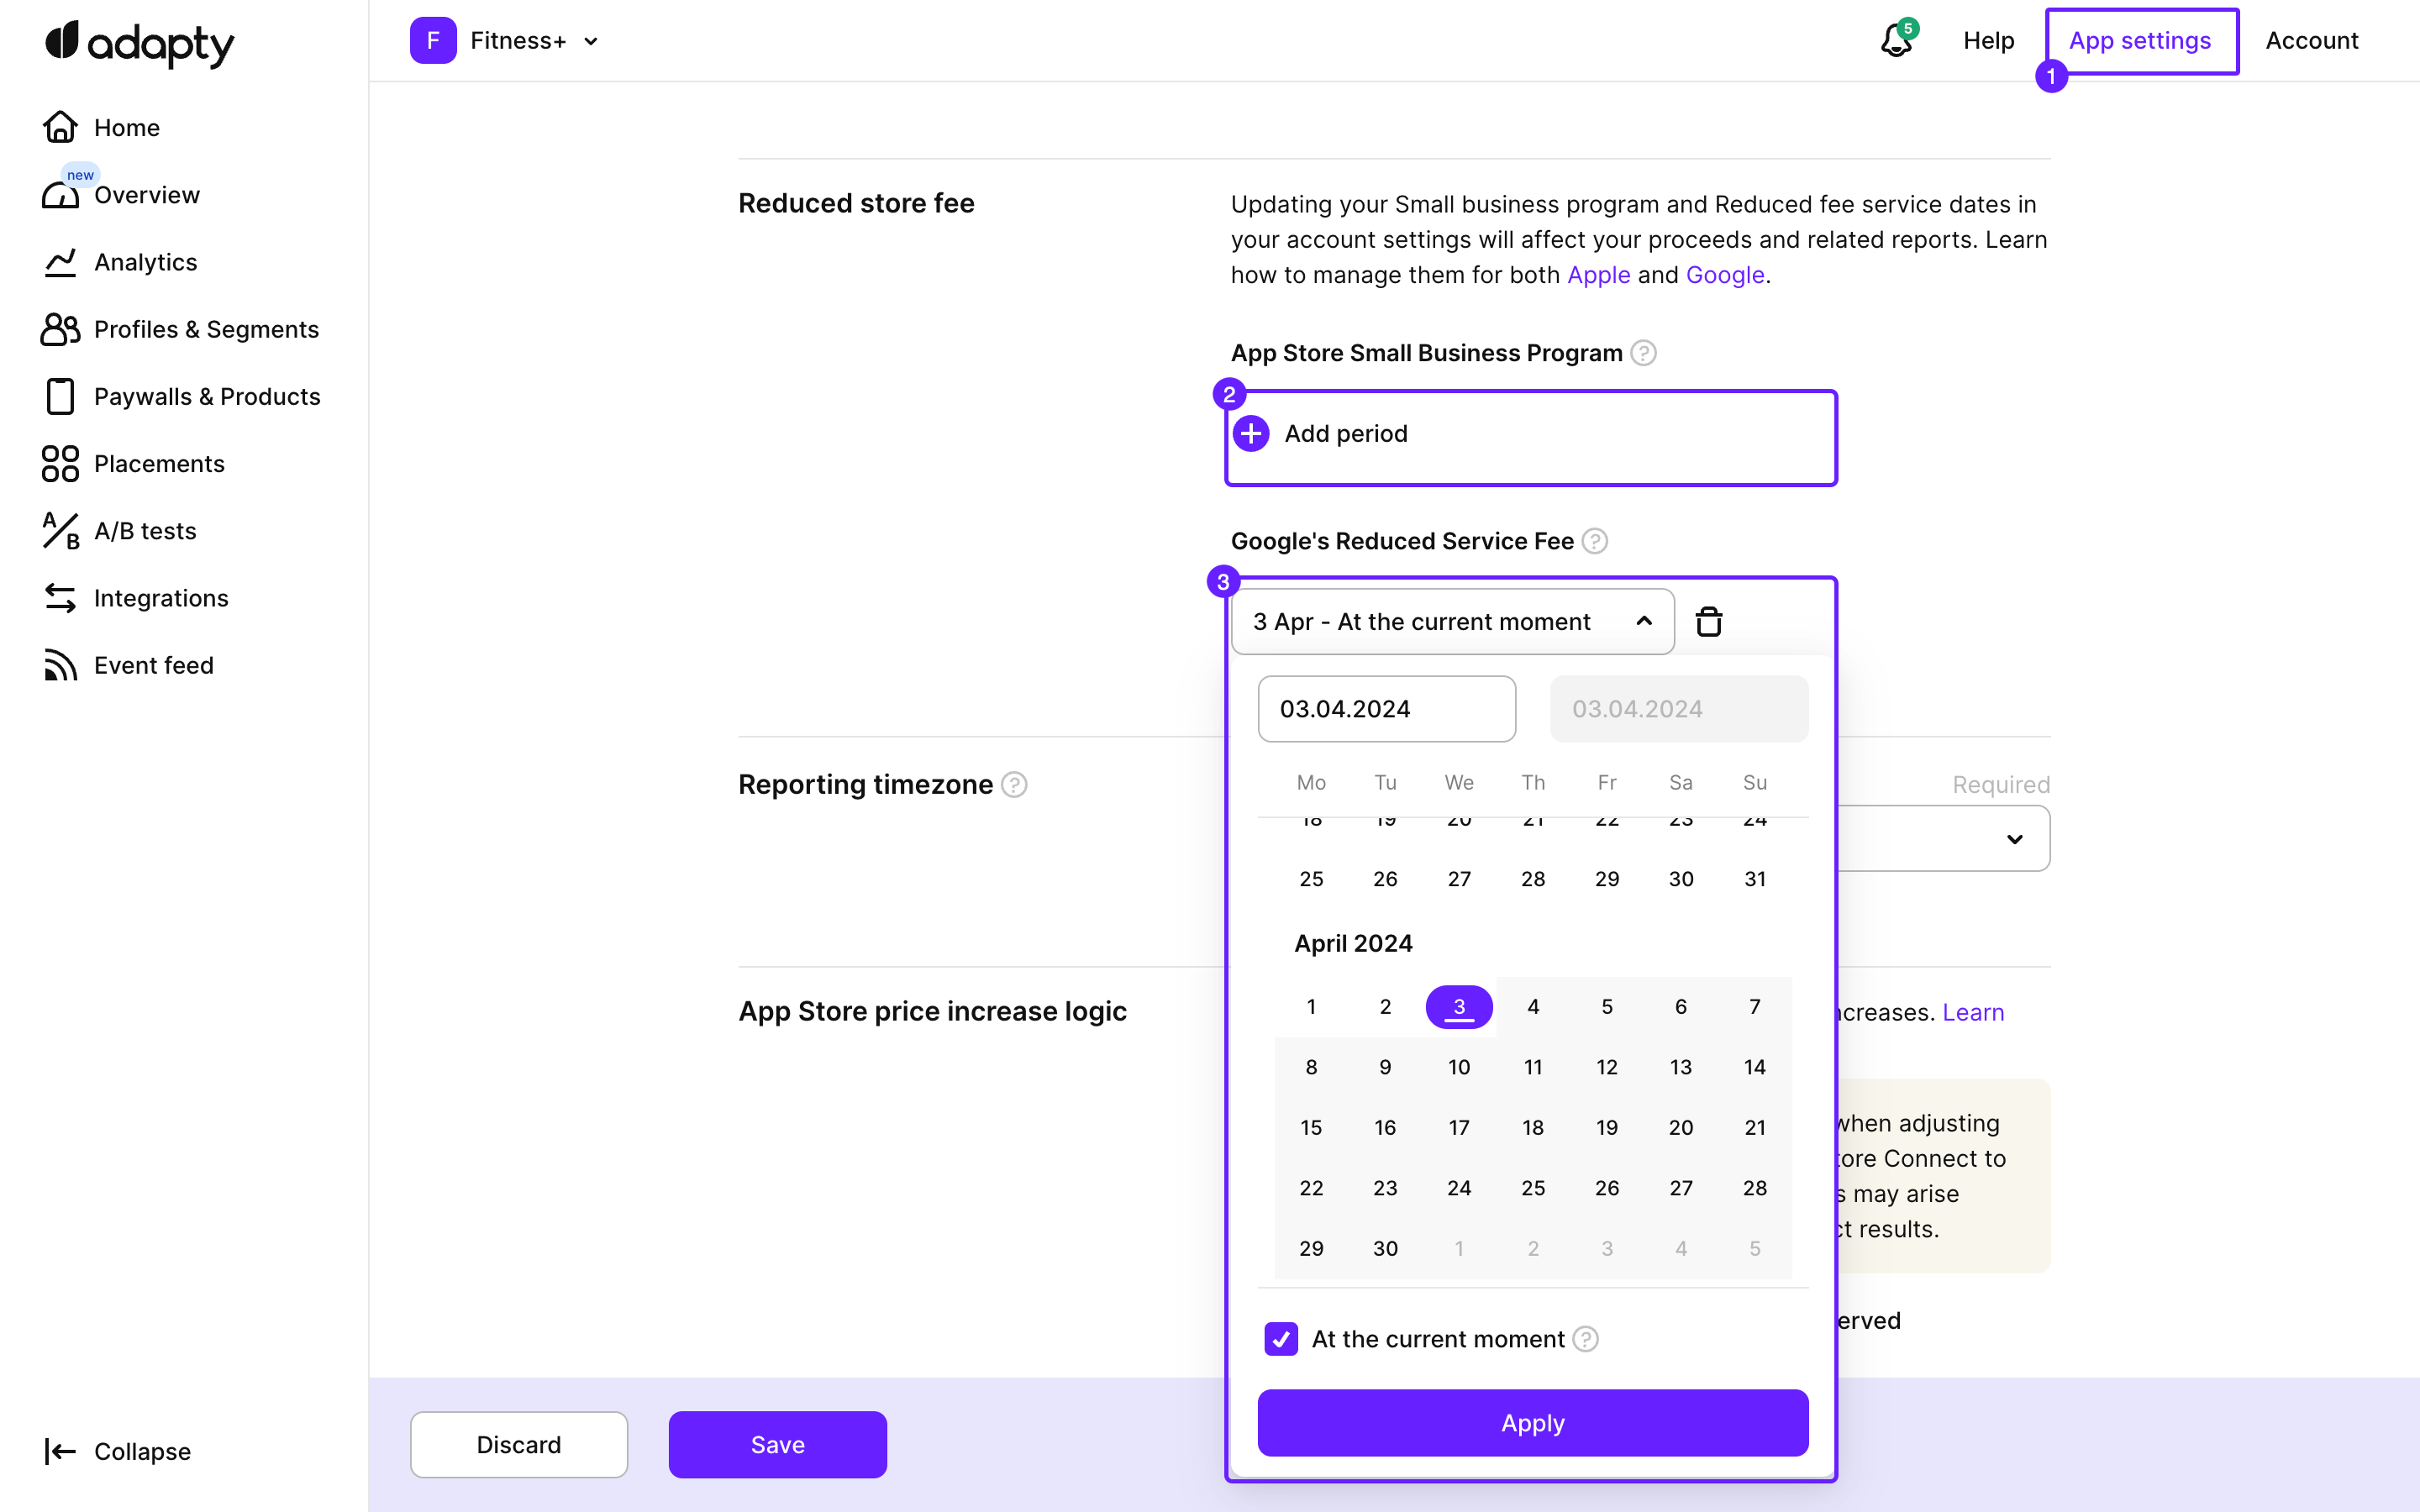 adapty
F Fitness+
5
Help
App settings
Account
1
Home
new
Overview
Analytics
Profiles & Segments
Paywalls & Products
Placements
A/B tests
Integrations
Event feed
Collapse
Reduced store fee
Updating your Small business program and Reduced fee service dates in
your account settings will affect your proceeds and related reports. Learn
how to manage them for both Apple and Google.
App Store Small Business Program ?
2
Add period
Google's Reduced Service Fee ?
3
3 Apr - At the current moment
03.04.2024 03.04.2024
Mo Tu We Th Fr Sa Su
18 19 20 21 22 23 24
25 26 27 28 29 30 31
April 2024
1 2 3 4 5 6 7
8 9 10 11 12 13 14
15 16 17 18 19 20 21
22 23 24 25 26 27 28
29 30 1 2 3 4 5
At the current moment ?
Apply
Reporting timezone ?
Required
App Store price increase logic
creases. Learn
when adjusting
ore Connect to
s may arise
ct results.
erved
Discard
Save